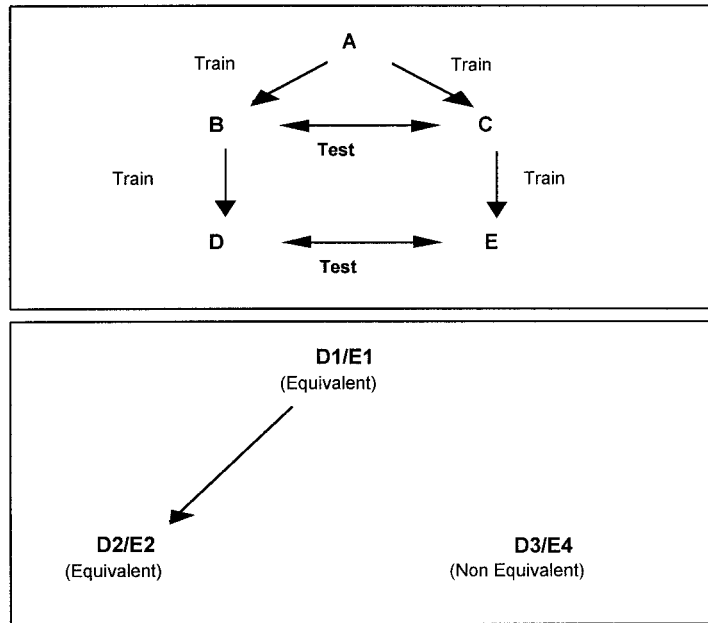 A
Train Train
B C
Test
Train Train
D E
Test
D1/E1
(Equivalent)
D2/E2 D3/E4
(Equivalent) (Non Equivalent)